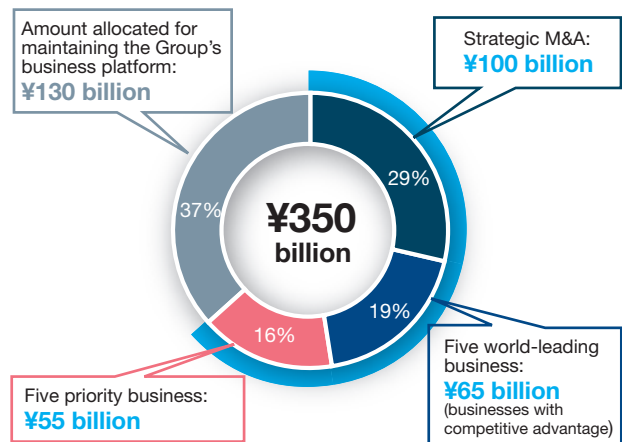 Amount allocated for
maintaining the Group's
business platform:
¥130 billion
Strategic M&A:
¥100 billion
29%
37%
¥350
billion
19%
16%
Five world-leading
business:
¥65 billion
(businesses with
competitive advantage)
Five priority business:
¥55 billion